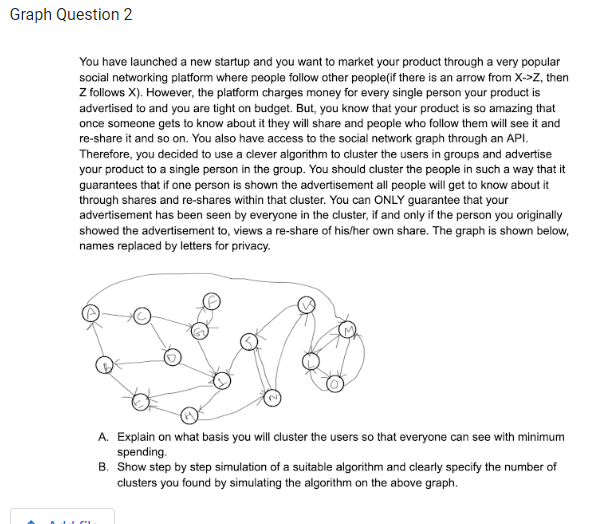 Graph Question 2
You have launched a new startup and you want to market your product through a very popular
social networking platform where people follow other people(if there is an arrow from X->Z, then
Z follows X). However, the platform charges money for every single person your product is
advertised to and you are tight on budget. But, you know that your product is so amazing that
once someone gets to know about it they will share and people who follow them will see it and
re-share it and so on. You also have access to the social network graph through an API.
Therefore, you decided to use a clever algorithm to cluster the users in groups and advertise
your product to a single person in the group. You should cluster the people in such a way that it
guarantees that if one person is shown the advertisement all people will get to know about it
through shares and re-shares within that cluster. You can ONLY guarantee that your
advertisement has been seen by everyone in the cluster, if and only if the person you originally
showed the advertisement to, views a re-share of his/her own share. The graph is shown below,
names replaced by letters for privacy.
A
C
G
D
I
H
N
M
L
O
A. Explain on what basis you will cluster the users so that everyone can see with minimum
spending.
B. Show step by step simulation of a suitable algorithm and clearly specify the number of
clusters you found by simulating the algorithm on the above graph.